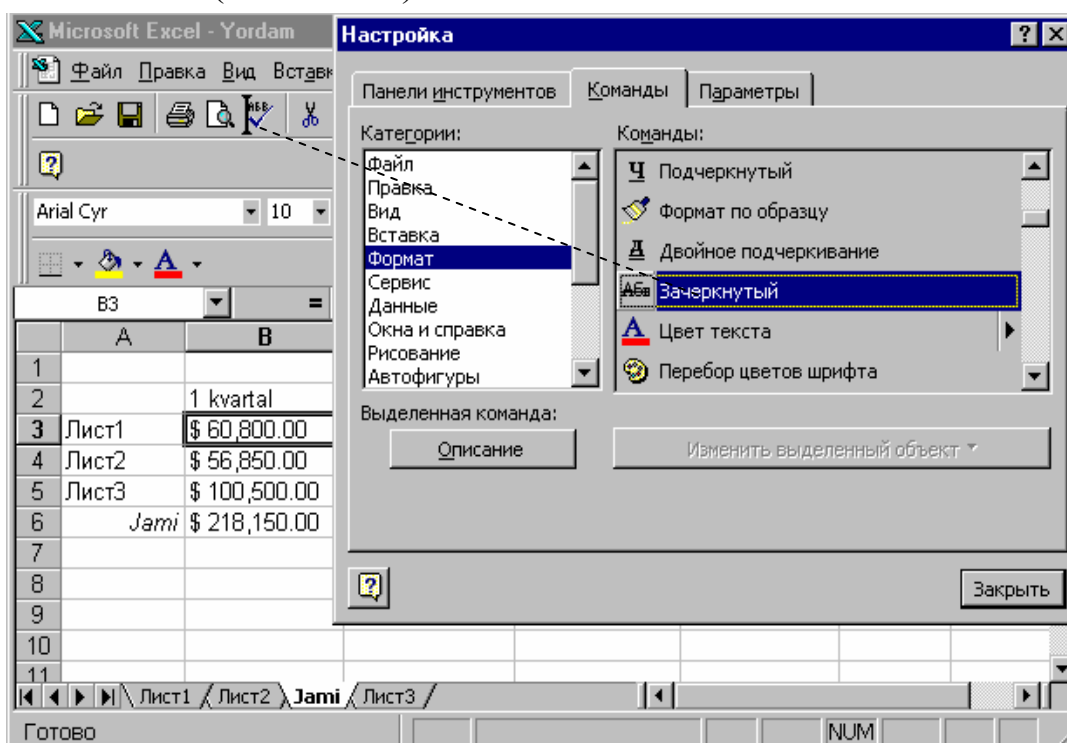 Microsoft Excel - Yordam
Файл Правка Вид Вставк
Arial Cyr 10
B3 =
A B
1
2 1 kvartal
3 Лист1 $ 60,800.00
4 Лист2 $ 56,850.00
5 Лист3 $ 100,500.00
6 Jami $ 218,150.00
7
8
9
10
11
Лист1 Лист2 Jami Лист3
Готово NUM
Настройка
Панели инструментов Команды Параметры
Категории:
Файл
Правка
Вид
Вставка
Формат
Сервис
Данные
Окна и справка
Рисование
Автофигуры
Команды:
Ч Подчеркнутый
Формат по образцу
Д Двойное подчеркивание
АБв Зачеркнутый
А Цвет текста
Перебор цветов шрифта
Выделенная команда:
Описание Изменить выделенный объект
Закрыть